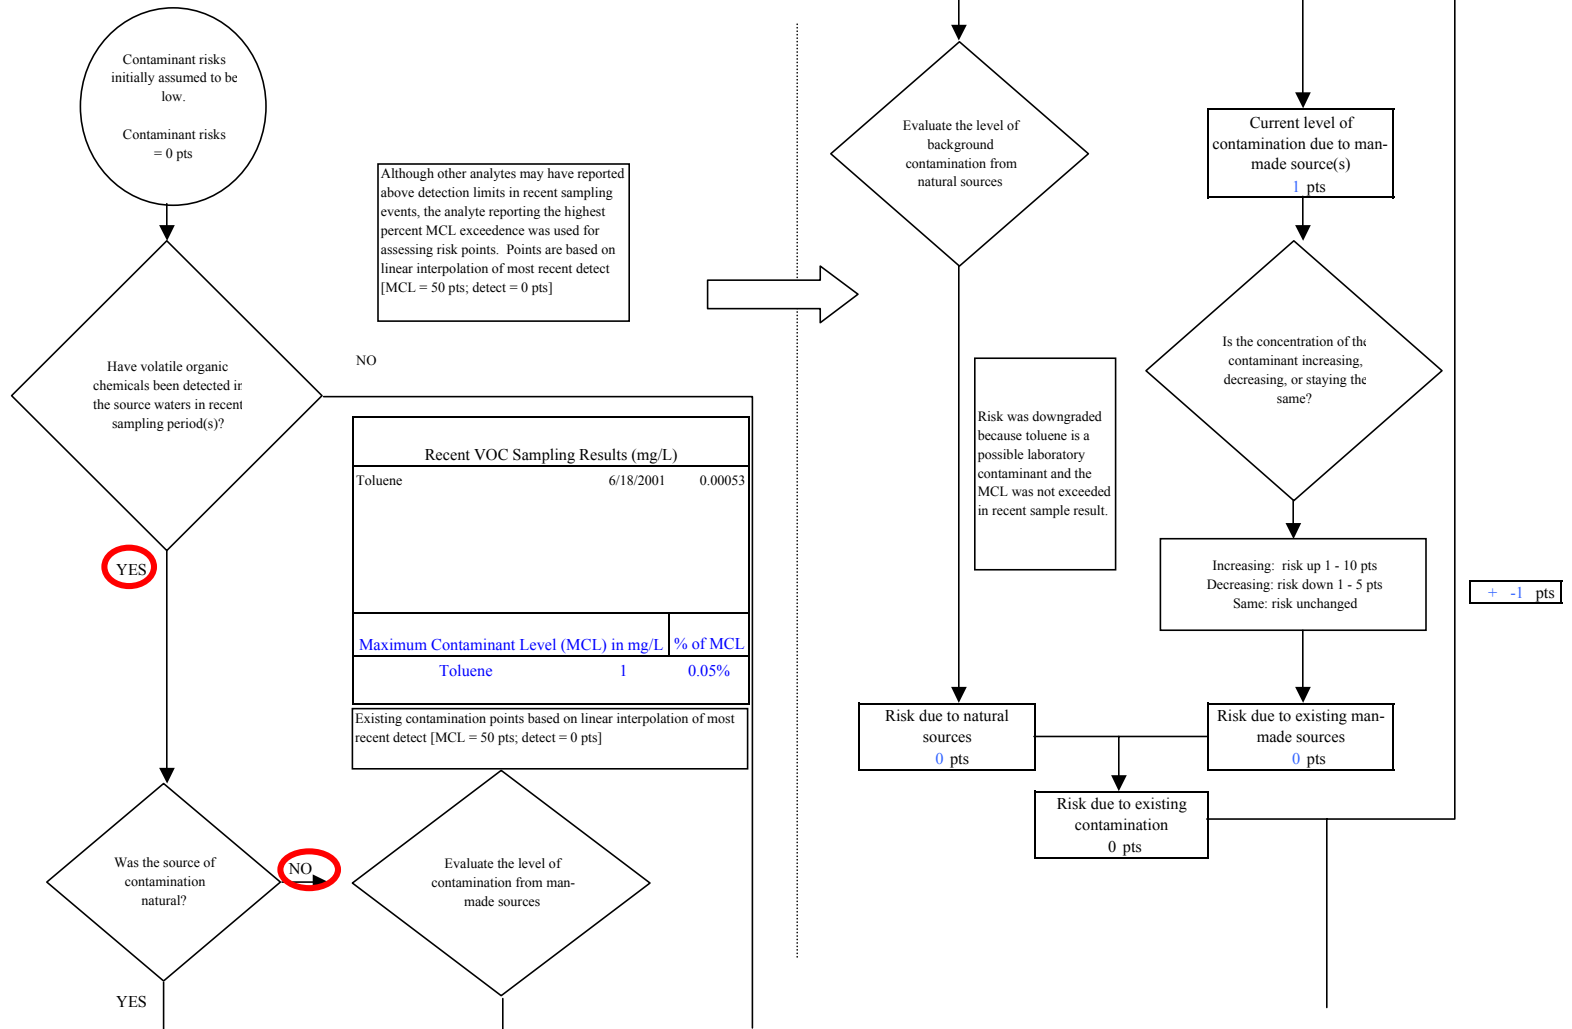 Contaminant risks
initially assumed to be
low.
Contaminant risks
= 0 pts
Although other analytes may have reported
above detection limits in recent sampling
events, the analyte reporting the highest
percent MCL exceedence was used for
assessing risk points.  Points are based on
linear interpolation of most recent detect
[MCL = 50 pts; detect = 0 pts]
Have volatile organic
chemicals been detected in
the source waters in recent
sampling period(s)?
NO
YES
Recent VOC Sampling Results (mg/L)
Toluene 6/18/2001 0.00053
Maximum Contaminant Level (MCL) in mg/L % of MCL
Toluene 1 0.05%
Existing contamination points based on linear interpolation of most
recent detect [MCL = 50 pts; detect = 0 pts]
Was the source of
contamination
natural?
NO
YES
Evaluate the level of
contamination from man-
made sources
Evaluate the level of
background
contamination from
natural sources
Current level of
contamination due to man-
made source(s)
1 pts
Is the concentration of the
contaminant increasing,
decreasing, or staying the
same?
Risk was downgraded
because toluene is a
possible laboratory
contaminant and the
MCL was not exceeded
in recent sample result.
Increasing:  risk up 1 - 10 pts
Decreasing: risk down 1 - 5 pts
Same: risk unchanged
+ -1 pts
Risk due to natural
sources
0 pts
Risk due to existing man-
made sources
0 pts
Risk due to existing
contamination
0 pts